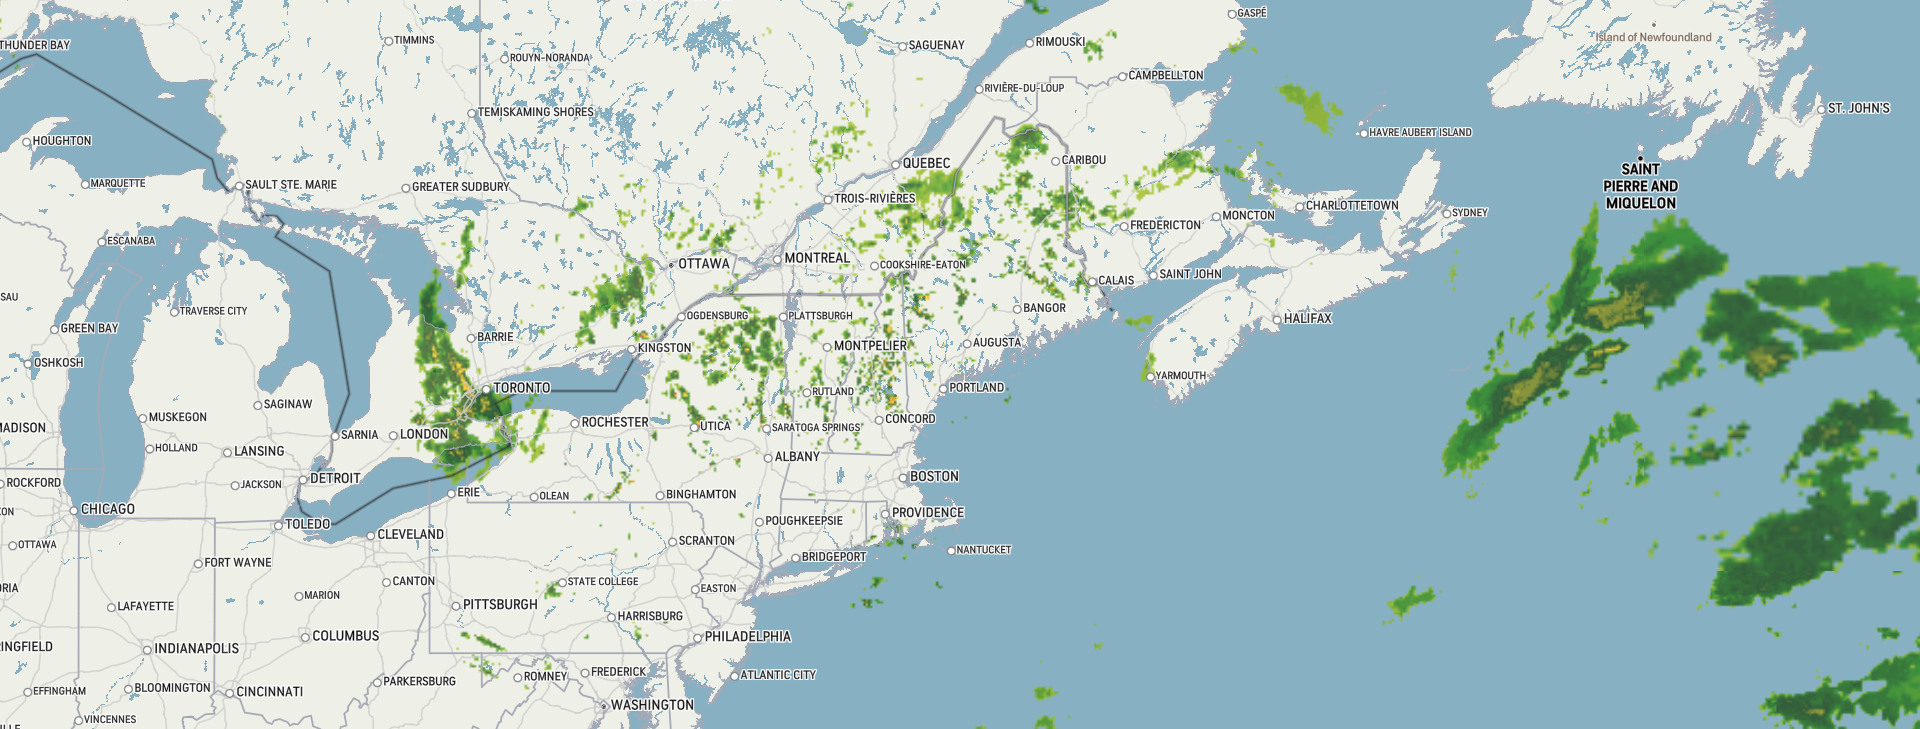 GASPÉ
TIMMINS
THUNDER BAY
SAGUENAY
RIMOUSKI
Island of Newfoundland
ROUYN-NORANDA
CAMPBELLTON
RIVIÈRE-DU-LOUP
TEMISKAMING SHORES
ST. JOHN'S
HAVRE AUBERT ISLAND
HOUGHTON
QUEBEC
CARIBOU
SAINT
PIERRE AND
MIQUELON
MARQUETTE
SAULT STE. MARIE
GREATER SUDBURY
TROIS-RIVIÈRES
CHARLOTTETOWN
SYDNEY
MONCTON
FREDERICTON
ESCANABA
MONTREAL
OTTAWA
COOKSHIRE-EATON
SAINT JOHN
CALAIS
SAU
TRAVERSE CITY
BANGOR
OGDENSBURG
PLATTSBURGH
HALIFAX
GREEN BAY
BARRIE
AUGUSTA
MONTPELIER
KINGSTON
OSHKOSH
YARMOUTH
TORONTO
PORTLAND
RUTLAND
SAGINAW
MUSKEGON
CONCORD
ROCHESTER
UTICA
SARATOGA SPRINGS
MADISON
SARNIA
LONDON
HOLLAND
LANSING
ALBANY
BOSTON
DETROIT
ROCKFORD
JACKSON
ERIE
OLEAN
BINGHAMTON
CHICAGO
PROVIDENCE
ON
POUGHKEEPSIE
TOLEDO
CLEVELAND
SCRANTON
OTTAWA
NANTUCKET
BRIDGEPORT
FORT WAYNE
CANTON
STATE COLLEGE
RIA
EASTON
MARION
LAFAYETTE
PITTSBURGH
HARRISBURG
COLUMBUS
PHILADELPHIA
RINGFIELD
INDIANAPOLIS
FREDERICK
ATLANTIC CITY
ROMNEY
PARKERSBURG
BLOOMINGTON
EFFINGHAM
CINCINNATI
WASHINGTON
VINCENNES
LLE